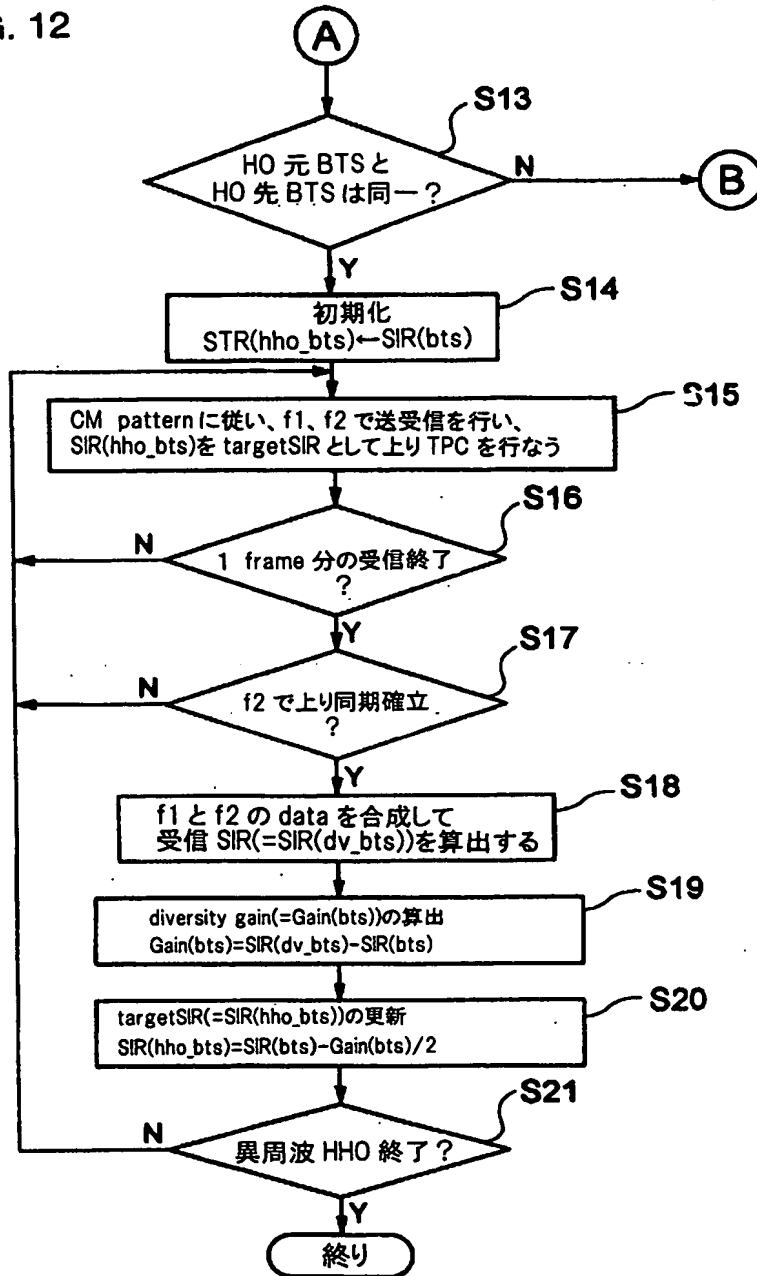 G. 12
A
S13
HO 元 BTS と
HO 先 BTS は同一 ?
N
B
Y
S14
初期化
STR(hho_bts)←SIR(bts)
S15
CM pattern に従い、f1、f2 で送受信を行い、
SIR(hho_bts)を targetSIR として上り TPC を行なう
S16
N
1 frame 分の受信終了
?
Y
S17
N
f2 で上り同期確立
?
Y
S18
f1 と f2 の data を合成して
受信 SIR(=SIR(dv_bts))を算出する
S19
diversity gain(=Gain(bts))の算出
Gain(bts)=SIR(dv_bts)-SIR(bts)
S20
targetSIR(=SIR(hho_bts))の更新
SIR(hho_bts)=SIR(bts)-Gain(bts)/2
S21
N
異周波 HHO 終了 ?
Y
終り